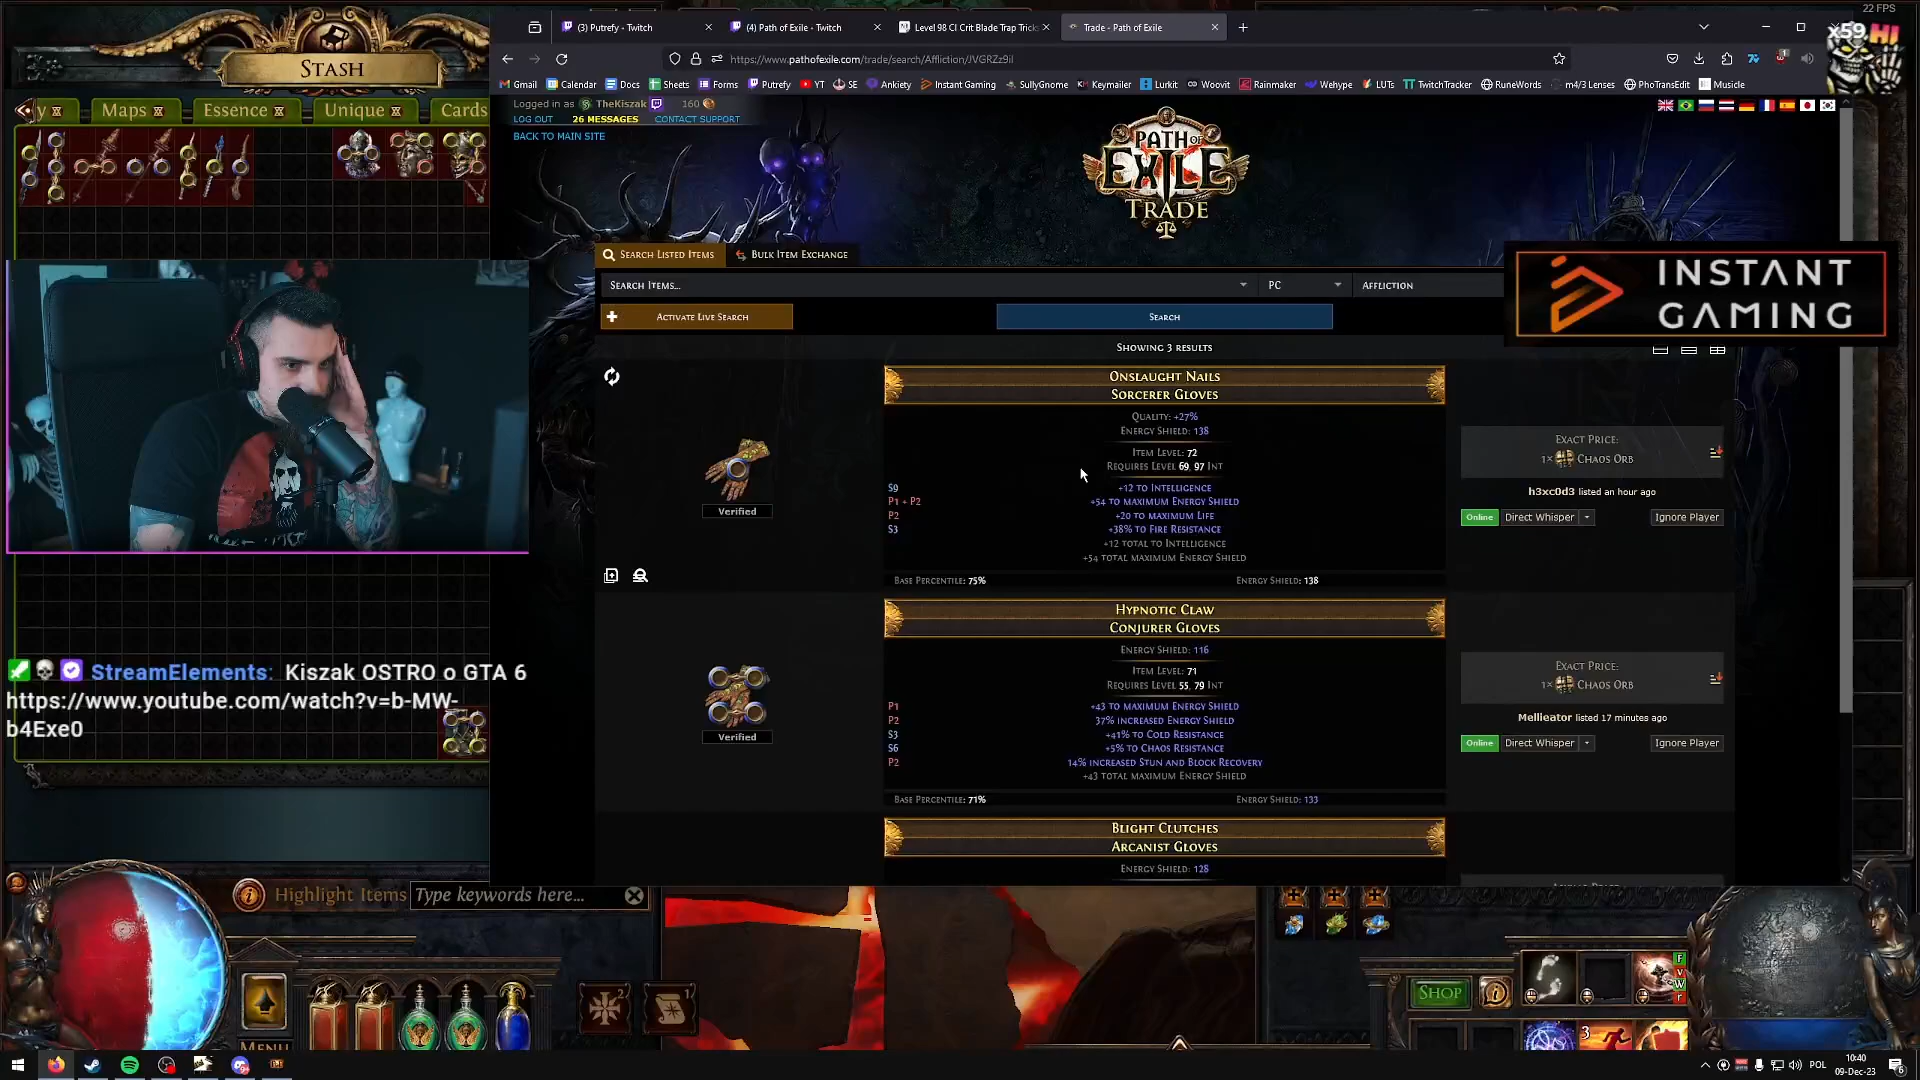 22 FPS
x59 HI
STASH
y
Maps
Essence
Unique
Cards
(3) Putrefy - Twitch
(4) Path of Exile - Twitch
Level 98 CI Crit Blade Trap Tricks
Trade - Path of Exile
https://www.pathofexile.com/trade/search/Affliction/JVGRZz9il
Gmail
Calendar
Docs
Sheets
Forms
Putrefy
YT
SE
Ankiety
Instant Gaming
SullyGnome
Keymailer
Lurkit
Woovit
Rainmaker
Wehype
LUTs
TwitchTracker
RuneWords
m4/3 Lenses
PhoTransEdit
Musicle
Logged in as TheKiszak 160
LOG OUT 26 MESSAGES CONTACT SUPPORT
BACK TO MAIN SITE
PATH OF EXILE TRADE
SEARCH LISTED ITEMS
BULK ITEM EXCHANGE
SEARCH ITEMS...
PC
AFFLICTION
INSTANT GAMING
ACTIVATE LIVE SEARCH
SEARCH
SHOWING 3 RESULTS
ONSLAUGHT NAILS
SORCERER GLOVES
QUALITY: +27%
ENERGY SHIELD: 138
ITEM LEVEL: 72
REQUIRES LEVEL 69, 97 INT
S9 +12 TO INTELLIGENCE
P1 + P2 +54 TO MAXIMUM ENERGY SHIELD
P2 +20 TO MAXIMUM LIFE
S3 +38% TO FIRE RESISTANCE
+12 TOTAL TO INTELLIGENCE
+54 TOTAL MAXIMUM ENERGY SHIELD
BASE PERCENTILE: 75% ENERGY SHIELD: 138
Verified
EXACT PRICE:
1× CHAOS ORB
h3xc0d3 listed an hour ago
Online Direct Whisper Ignore Player
HYPNOTIC CLAW
CONJURER GLOVES
ENERGY SHIELD: 116
ITEM LEVEL: 71
REQUIRES LEVEL 55, 79 INT
P1 +43 TO MAXIMUM ENERGY SHIELD
P2 37% INCREASED ENERGY SHIELD
S3 +41% TO COLD RESISTANCE
S6 +5% TO CHAOS RESISTANCE
P2 14% INCREASED STUN AND BLOCK RECOVERY
+43 TOTAL MAXIMUM ENERGY SHIELD
BASE PERCENTILE: 71% ENERGY SHIELD: 133
Verified
EXACT PRICE:
1× CHAOS ORB
Mellieator listed 17 minutes ago
Online Direct Whisper Ignore Player
BLIGHT CLUTCHES
ARCANIST GLOVES
ENERGY SHIELD: 128
StreamElements: Kiszak OSTRO o GTA 6
https://www.youtube.com/watch?v=b-MW-
b4Exe0
Highlight Items
Type keywords here...
MENU
2
1
SHOP
F
V
W
r
3
POL
10:40
09-Dec-23
6